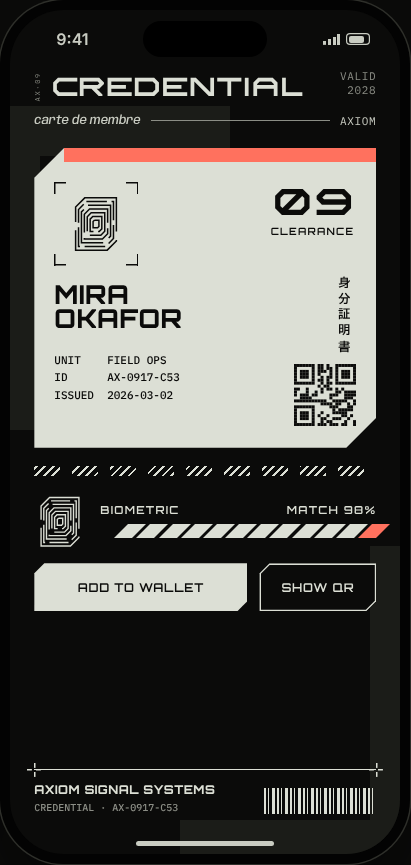 9:41
AX·09
CREDENTIAL
VALID
2028
carte de membre
AXIOM
09
CLEARANCE
MIRA
OKAFOR
身分証明書
UNIT FIELD OPS
ID AX-0917-C53
ISSUED 2026-03-02
BIOMETRIC MATCH 98%
ADD TO WALLET
SHOW QR
AXIOM SIGNAL SYSTEMS
CREDENTIAL · AX-0917-C53